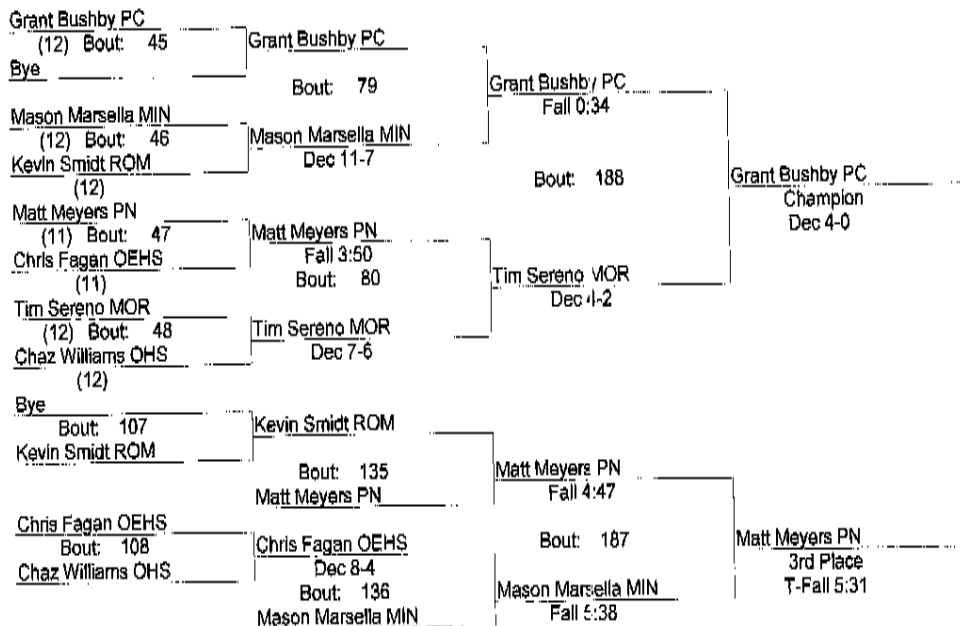 Grant Bushby PC
(12) Bout: 45
Bye
Grant Bushby PC
Bout: 79
Mason Marsella MIN
(12) Bout: 46
Kevin Smidt ROM
(12)
Mason Marsella MIN
Dec 11-7
Grant Bushby PC
Fall 0:34
Bout: 188
Matt Meyers PN
(11) Bout: 47
Chris Fagan OEHS
(11)
Matt Meyers PN
Fall 3:50
Bout: 80
Tim Sereno MOR
(12) Bout: 48
Chaz Williams OHS
(12)
Tim Sereno MOR
Dec 7-6
Tim Sereno MOR
Dec 4-2
Grant Bushby PC
Champion
Dec 4-0
Bye
Bout: 107
Kevin Smidt ROM
Kevin Smidt ROM
Bout: 135
Matt Meyers PN
Matt Meyers PN
Fall 4:47
Bout: 187
Chris Fagan OEHS
Bout: 108
Chaz Williams OHS
Chris Fagan OEHS
Dec 8-4
Bout: 136
Mason Marsella MIN
Mason Marsella MIN
Fall 5:38
Matt Meyers PN
3rd Place
T-Fall 5:31